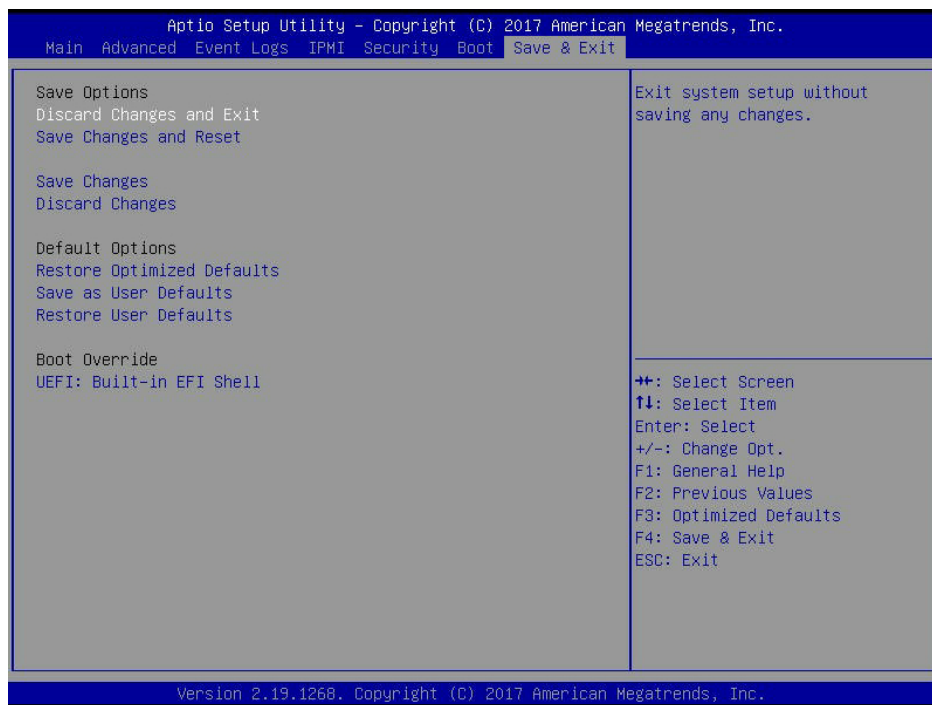 Aptio Setup Utility – Copyright (C) 2017 American Megatrends, Inc.
Main Advanced Event Logs IPMI Security Boot Save & Exit
Save Options
Discard Changes and Exit
Save Changes and Reset
Save Changes
Discard Changes
Default Options
Restore Optimized Defaults
Save as User Defaults
Restore User Defaults
Boot Override
UEFI: Built-in EFI Shell
Exit system setup without
saving any changes.
→←: Select Screen
↑↓: Select Item
Enter: Select
+/-: Change Opt.
F1: General Help
F2: Previous Values
F3: Optimized Defaults
F4: Save & Exit
ESC: Exit
Version 2.19.1268. Copyright (C) 2017 American Megatrends, Inc.